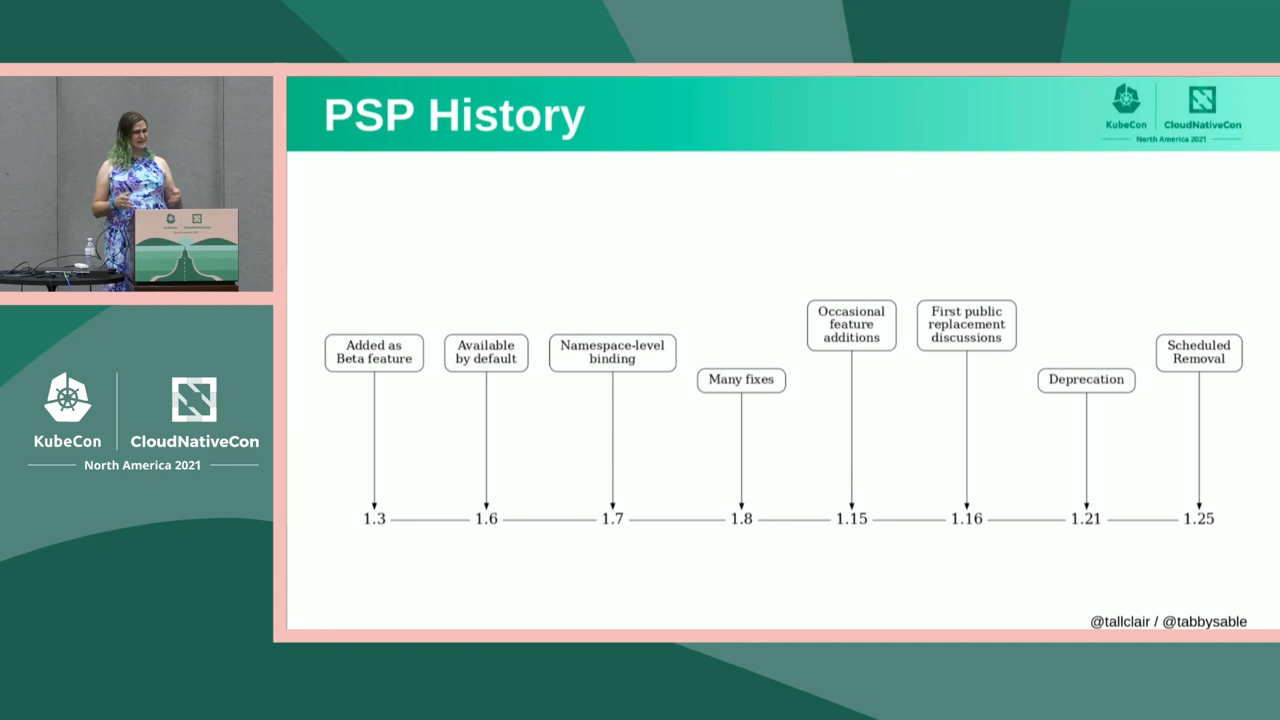 PSP History
KubeCon
CloudNativeCon
North America 2021
Added as
Beta feature
Available
by default
Namespace-level
binding
Many fixes
Occasional
feature
additions
First public
replacement
discussions
Deprecation
Scheduled
Removal
1.3
1.6
1.7
1.8
1.15
1.16
1.21
1.25
@tallclair / @tabbysable
KubeCon
CloudNativeCon
North America 2021